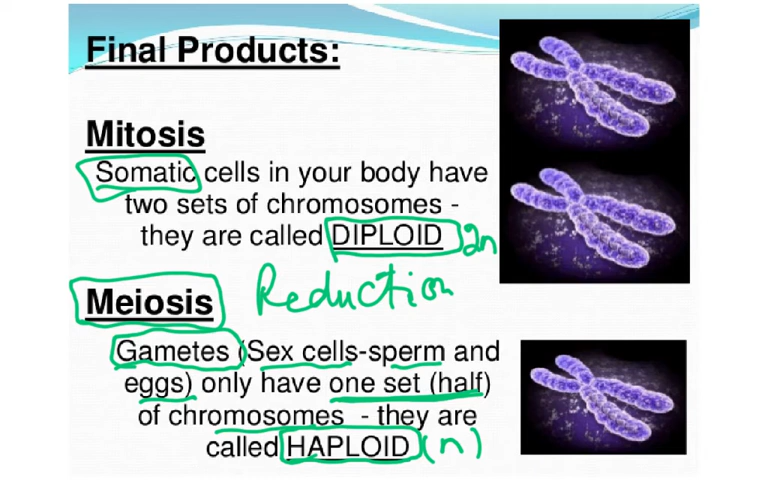 Final Products:
Mitosis
Somatic cells in your body have
two sets of chromosomes -
they are called DIPLOID 2n
Meiosis Reduction
Gametes (Sex cells-sperm and
eggs) only have one set (half)
of chromosomes - they are
called HAPLOID (n)